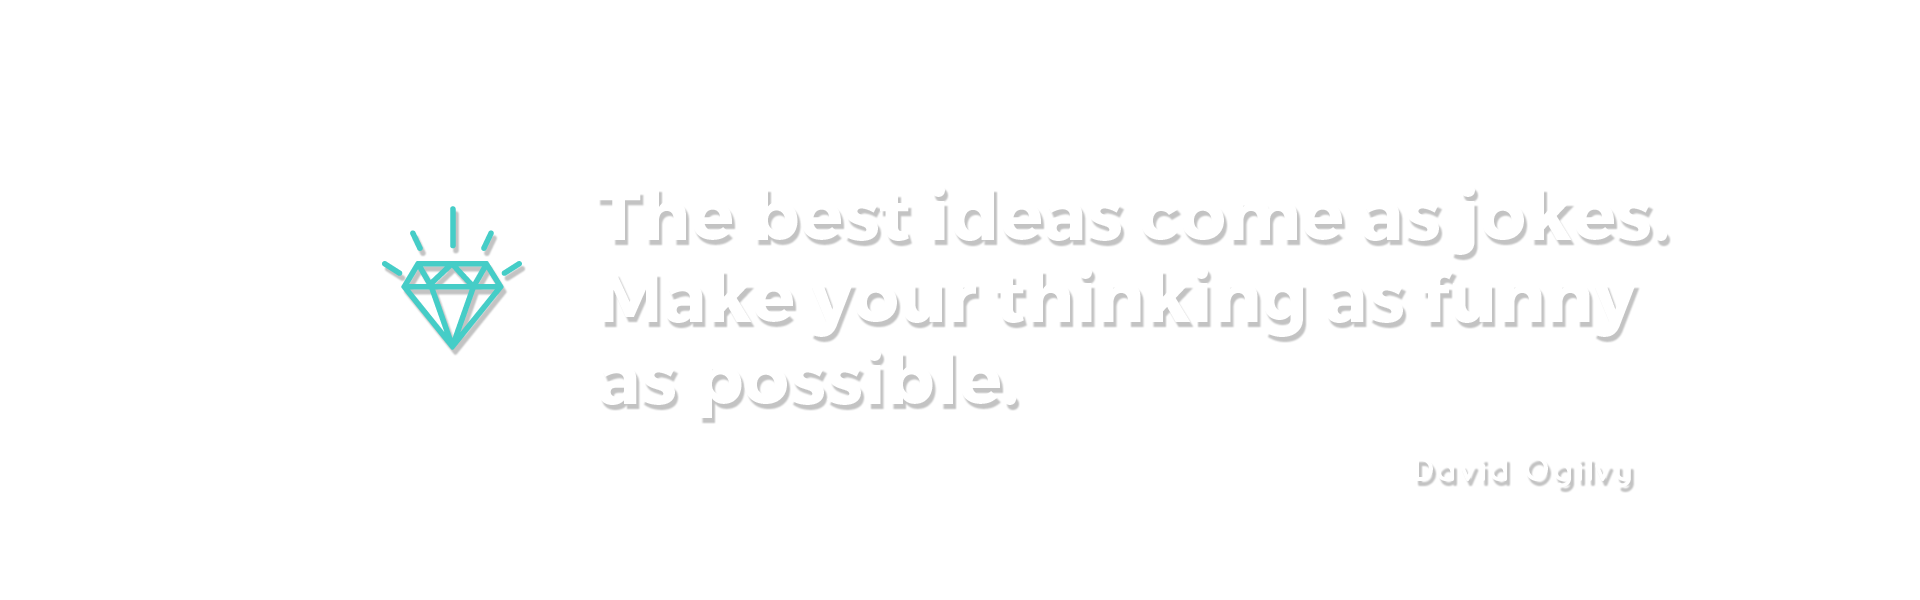 The best ideas come as jokes.
Make your thinking as funny
as possible.
David Ogilvy